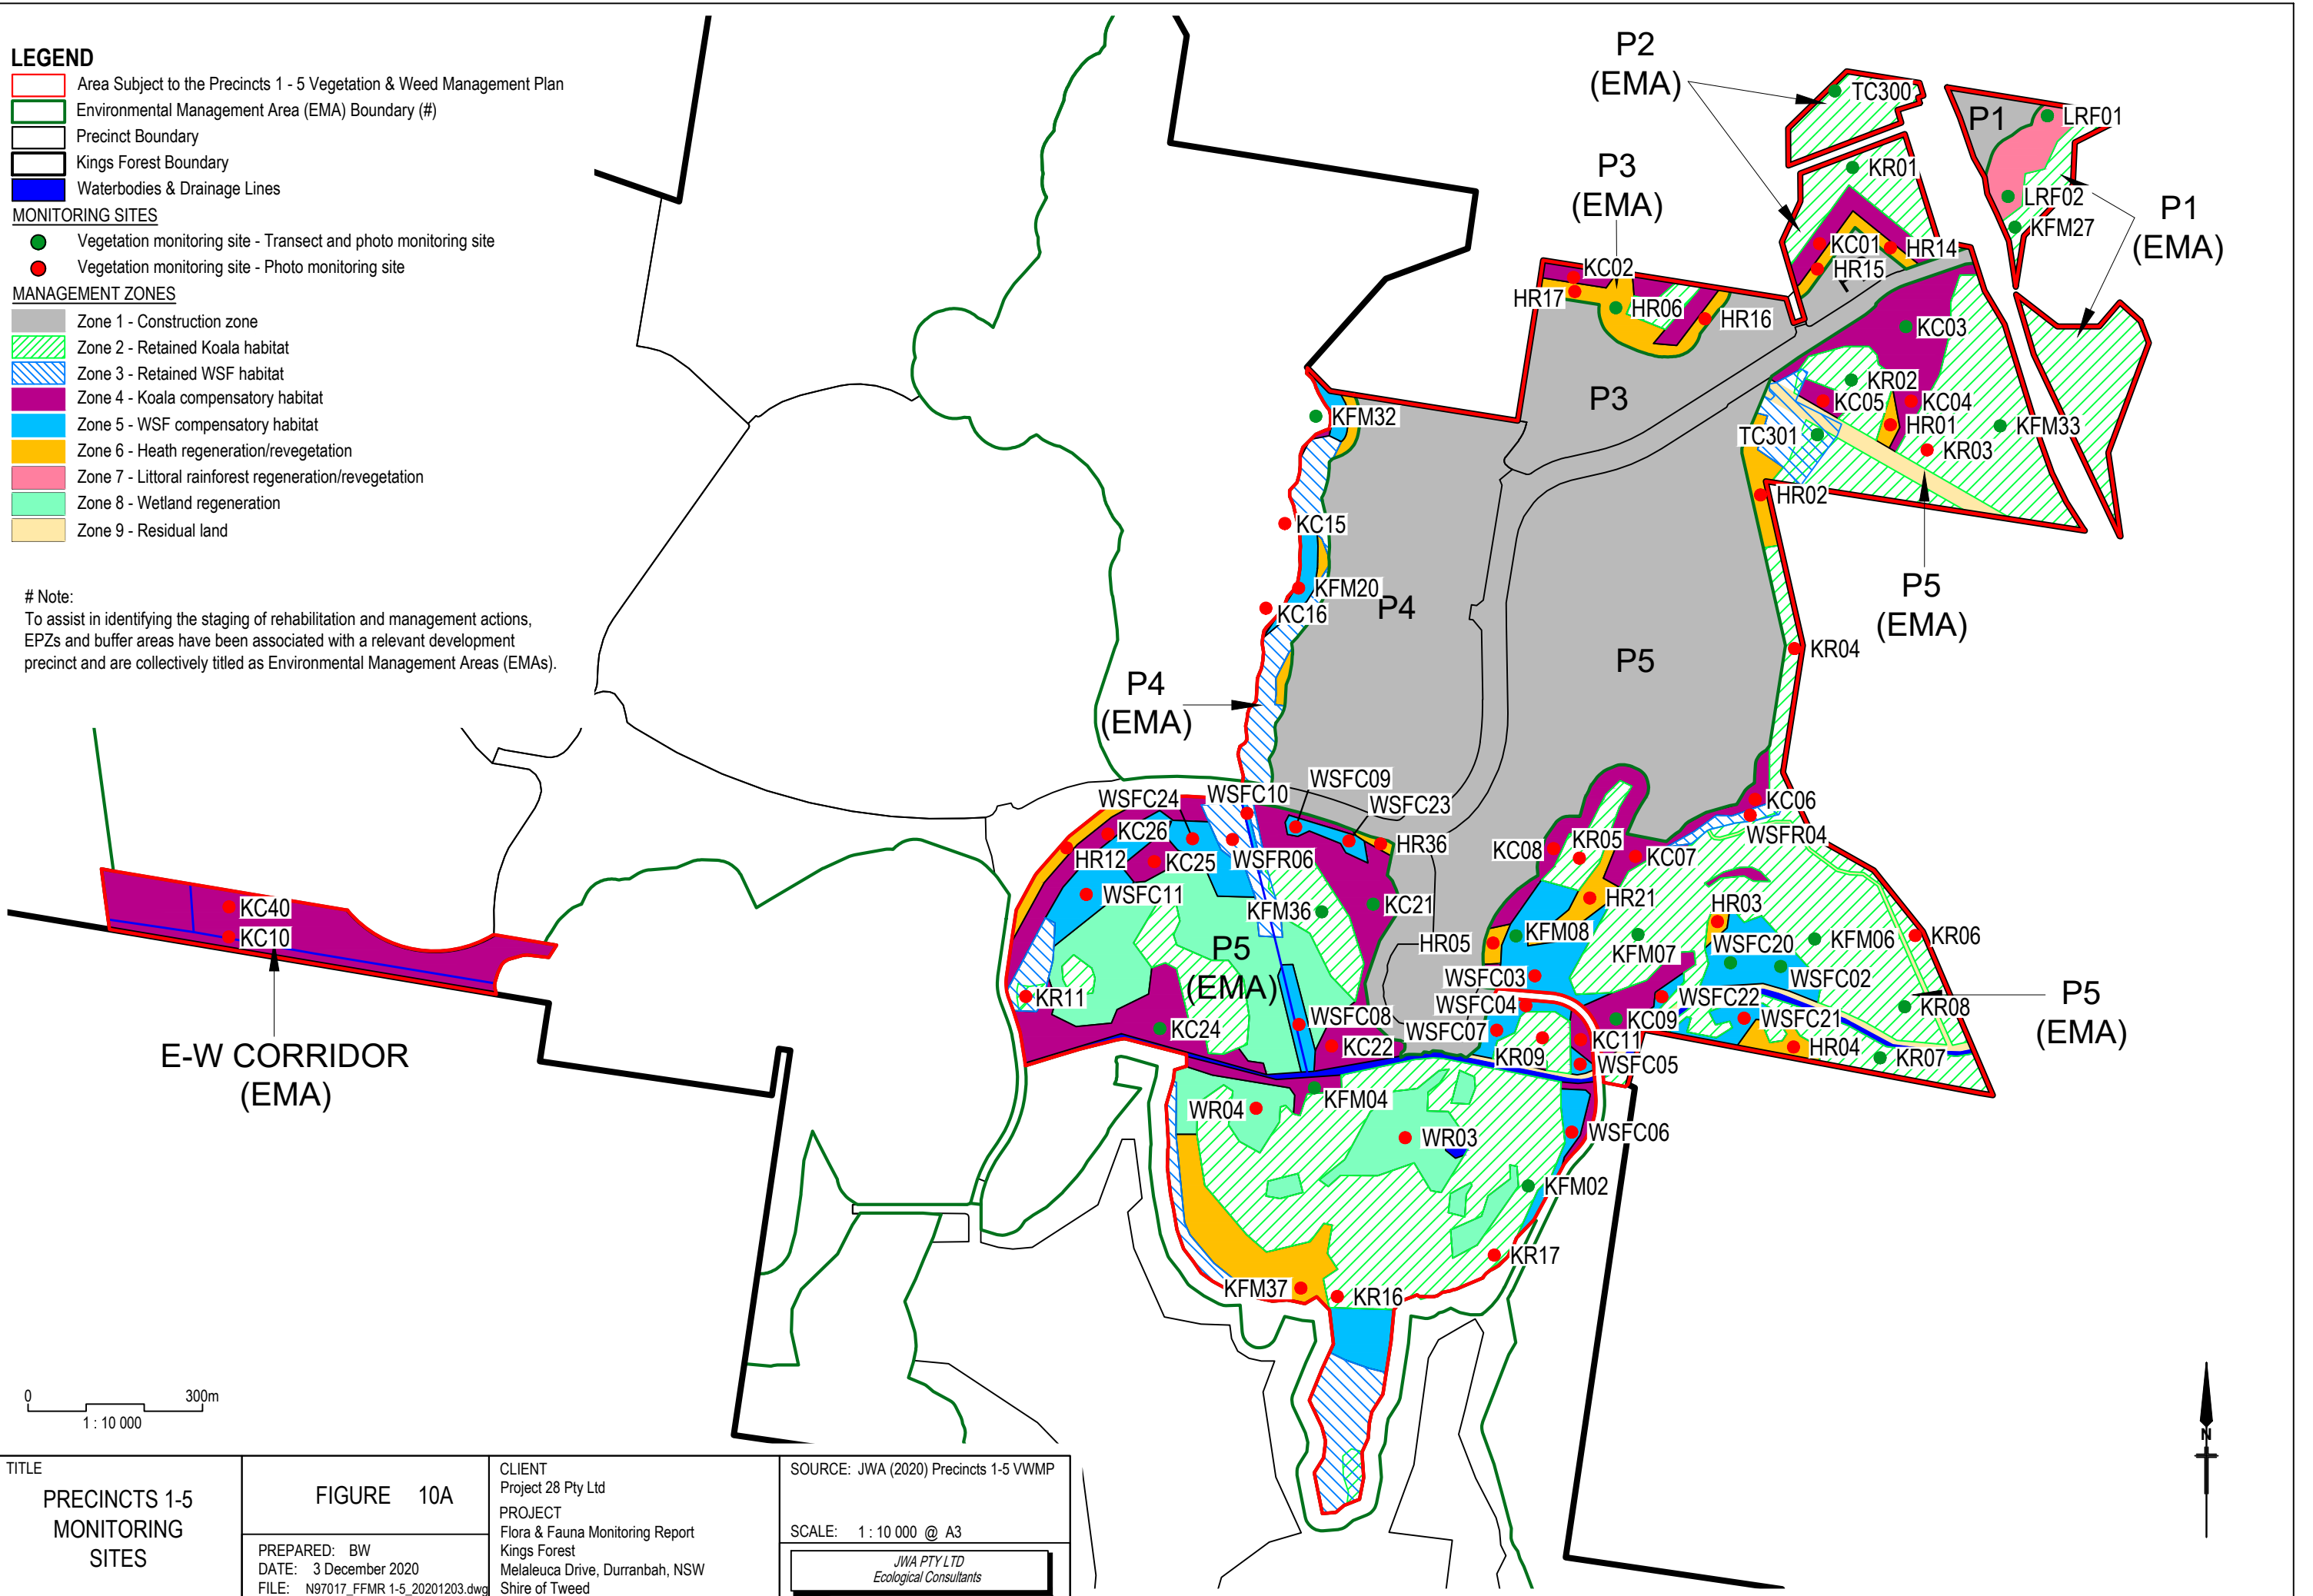 LEGEND
Area Subject to the Precincts 1 - 5 Vegetation & Weed Management Plan
Environmental Management Area (EMA) Boundary (#)
Precinct Boundary
Kings Forest Boundary
Waterbodies & Drainage Lines
MONITORING SITES
Vegetation monitoring site - Transect and photo monitoring site
Vegetation monitoring site - Photo monitoring site
MANAGEMENT ZONES
Zone 1 - Construction zone
Zone 2 - Retained Koala habitat
Zone 3 - Retained WSF habitat
Zone 4 - Koala compensatory habitat
Zone 5 - WSF compensatory habitat
Zone 6 - Heath regeneration/revegetation
Zone 7 - Littoral rainforest regeneration/revegetation
Zone 8 - Wetland regeneration
Zone 9 - Residual land
# Note:
To assist in identifying the staging of rehabilitation and management actions,
EPZs and buffer areas have been associated with a relevant development
precinct and are collectively titled as Environmental Management Areas (EMAs).
P2
(EMA)
TC300
P1
LRF01
P3
(EMA)
KR01
LRF02
P1
(EMA)
KFM27
KC01
HR14
HR15
KC02
HR17
HR06
HR16
KC03
P3
KR02
KC05
KC04
KFM32
TC301
HR01
KFM33
KR03
HR02
KC15
P5
(EMA)
KFM20
KC16
P4
KR04
P5
P4
(EMA)
WSFC09
WSFC24
WSFC10
WSFC23
KC06
WSFR04
KC26
HR12
KC25
WSFR06
HR36
KC08
KR05
KC07
WSFC11
HR21
KC40
KC10
KFM36
KC21
HR03
P5
(EMA)
HR05
KFM08
KFM07
WSFC20
KFM06
KR06
WSFC03
WSFC02
KR11
WSFC04
WSFC22
KR08
P5
(EMA)
KC24
WSFC08
WSFC07
KC09
WSFC21
KC22
KR09
KC11
HR04
KR07
WSFC05
E-W CORRIDOR
(EMA)
WR04
KFM04
WR03
WSFC06
KFM02
KR17
KFM37
KR16
0 300m
1 : 10 000
N
TITLE
PRECINCTS 1-5
MONITORING
SITES
FIGURE 10A
PREPARED: BW
DATE: 3 December 2020
FILE: N97017_FFMR 1-5_20201203.dwg
CLIENT
Project 28 Pty Ltd
PROJECT
Flora & Fauna Monitoring Report
Kings Forest
Melaleuca Drive, Durranbah, NSW
Shire of Tweed
SOURCE: JWA (2020) Precincts 1-5 VWMP
SCALE: 1 : 10 000 @ A3
JWA PTY LTD
Ecological Consultants